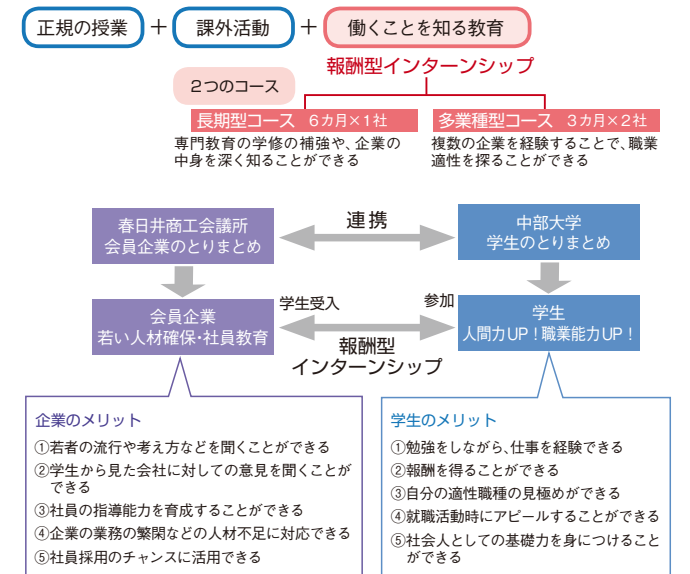 正規の授業 + 課外活動 + 働くことを知る教育
報酬型インターンシップ
2つのコース
長期型コース 6カ月×1社
専門教育の学修の補強や、企業の
中身を深く知ることができる
多業種型コース 3カ月×2社
複数の企業を経験することで、職業
適性を探ることができる
春日井商工会議所
会員企業のとりまとめ
連携
中部大学
学生のとりまとめ
会員企業
若い人材確保・社員教育
学生受入
参加
報酬型
インターンシップ
学生
人間力UP!職業能力UP!
企業のメリット
①若者の流行や考え方などを聞くことができる
②学生から見た会社に対しての意見を聞くことが
できる
③社員の指導能力を育成することができる
④企業の業務の繁閑などの人材不足に対応できる
⑤社員採用のチャンスに活用できる
学生のメリット
①勉強をしながら、仕事を経験できる
②報酬を得ることができる
③自分の適性職種の見極めができる
④就職活動時にアピールすることができる
⑤社会人としての基礎力を身につけること
ができる